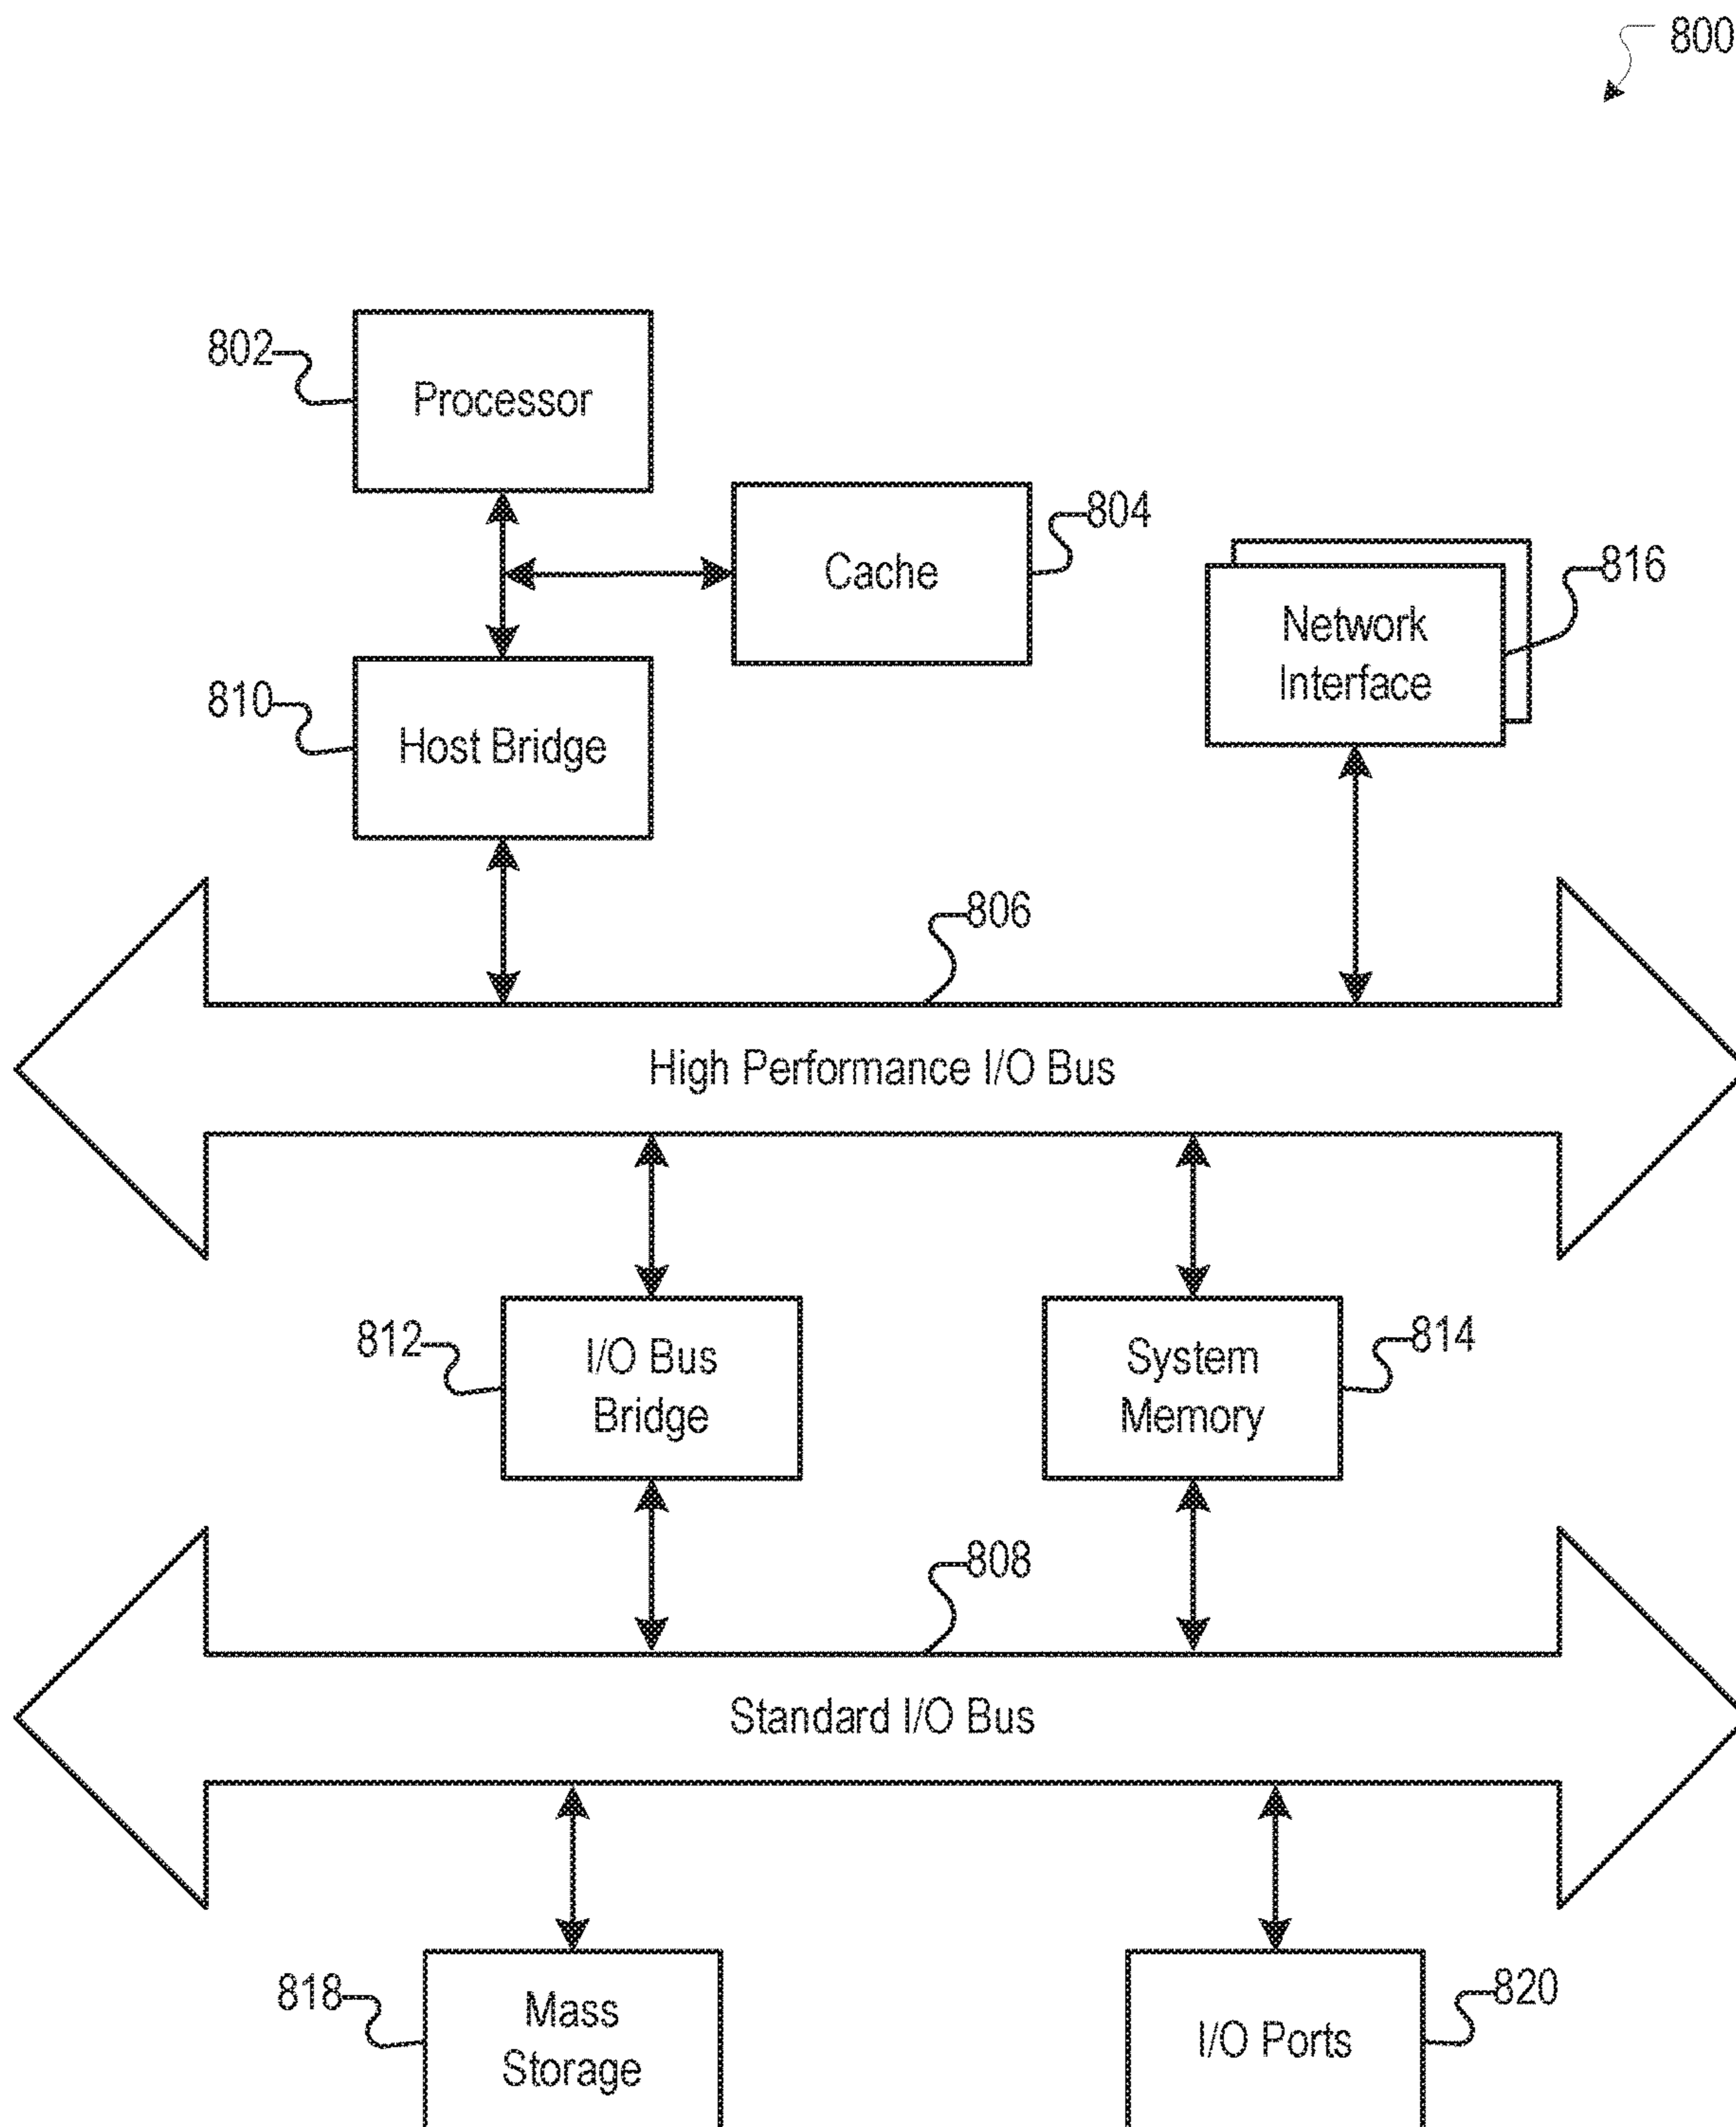 800
802
Processor
804
Cache
816
Network
Interface
810
Host Bridge
806
High Performance I/O Bus
812
I/O Bus
Bridge
System
Memory
814
808
Standard I/O Bus
818
Mass
Storage
I/O Ports
820